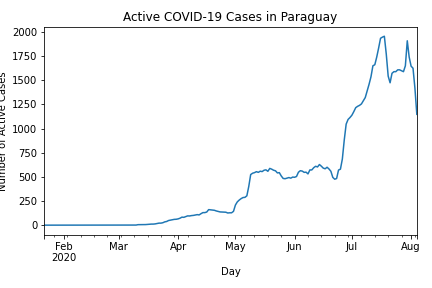 Active COVID-19 Cases in Paraguay
Number of Active Cases
2000
1750
1500
1250
1000
750
500
250
0
Feb Mar Apr May Jun Jul Aug
2020
Day